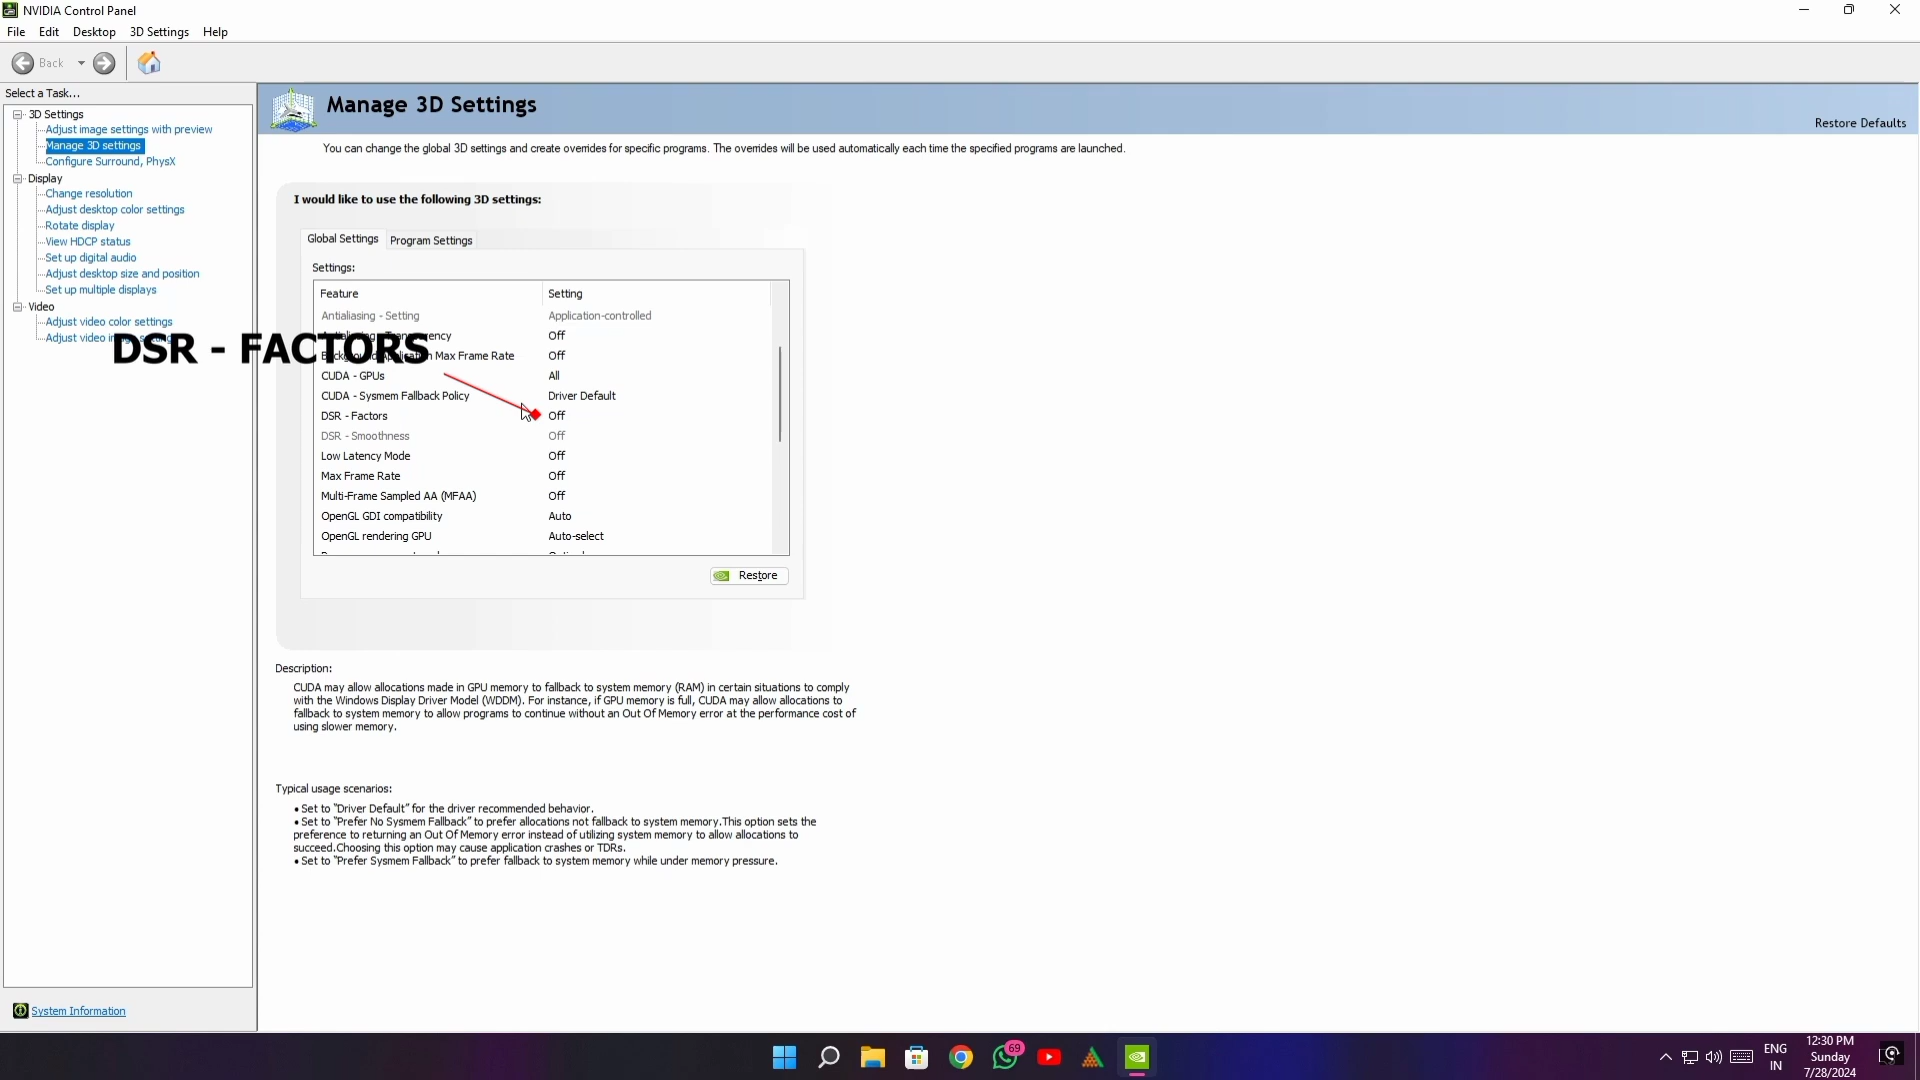 NVIDIA Control Panel
File Edit Desktop 3D Settings Help
Back
Select a Task...
3D Settings
Adjust image settings with preview
Manage 3D settings
Configure Surround, PhysX
Display
Change resolution
Adjust desktop color settings
Rotate display
View HDCP status
Set up digital audio
Adjust desktop size and position
Set up multiple displays
Video
Adjust video color settings
Adjust video
DSR - FACTORS
System Information
Manage 3D Settings
Restore Defaults
You can change the global 3D settings and create overrides for specific programs. The overrides will be used automatically each time the specified programs are launched.
I would like to use the following 3D settings:
Global Settings Program Settings
Settings:
Feature Setting
Antialiasing - Setting Application-controlled
Antialiasing - Transparency Off
Background Application Max Frame Rate Off
CUDA - GPUs All
CUDA - Sysmem Fallback Policy Driver Default
DSR - Factors Off
DSR - Smoothness Off
Low Latency Mode Off
Max Frame Rate Off
Multi-Frame Sampled AA (MFAA) Off
OpenGL GDI compatibility Auto
OpenGL rendering GPU Auto-select
Restore
Description:
CUDA may allow allocations made in GPU memory to fallback to system memory (RAM) in certain situations to comply
with the Windows Display Driver Model (WDDM). For instance, if GPU memory is full, CUDA may allow allocations to
fallback to system memory to allow programs to continue without an Out Of Memory error at the performance cost of
using slower memory.
Typical usage scenarios:
• Set to "Driver Default" for the driver recommended behavior.
• Set to "Prefer No Sysmem Fallback" to prefer allocations not fallback to system memory.This option sets the
preference to returning an Out Of Memory error instead of utilizing system memory to allow allocations to
succeed.Choosing this option may cause application crashes or TDRs.
• Set to "Prefer Sysmem Fallback" to prefer fallback to system memory while under memory pressure.
69
ENG
IN
12:30 PM
Sunday
7/28/2024